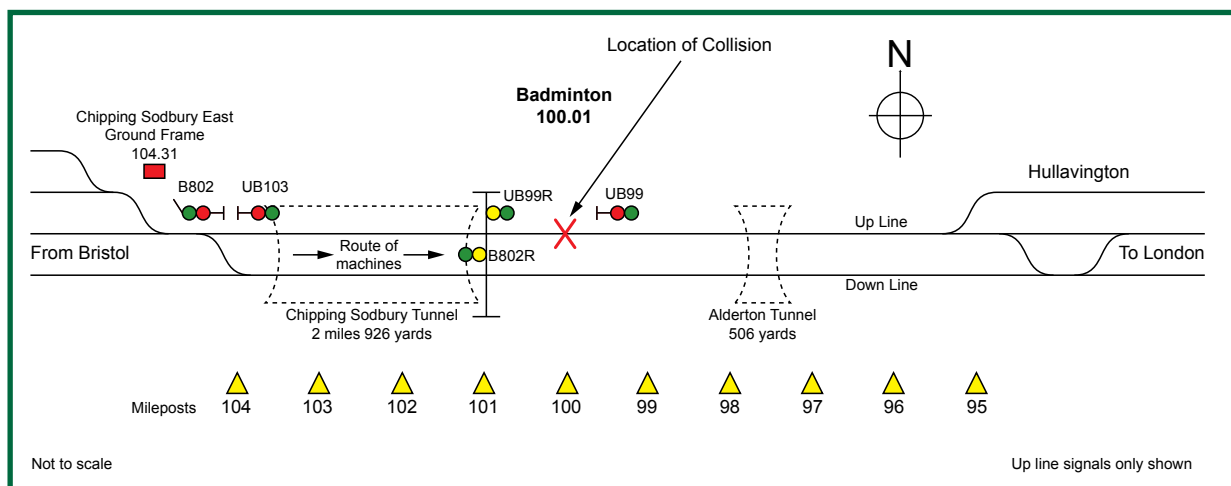 Location of Collision
N
Badminton
100.01
Chipping Sodbury East
Ground Frame
104.31
B802
UB103
UB99R
UB99
Hullavington
Up Line
From Bristol
Route of
machines
B802R
To London
Down Line
Chipping Sodbury Tunnel
2 miles 926 yards
Alderton Tunnel
506 yards
Mileposts
104
103
102
101
100
99
98
97
96
95
Not to scale
Up line signals only shown